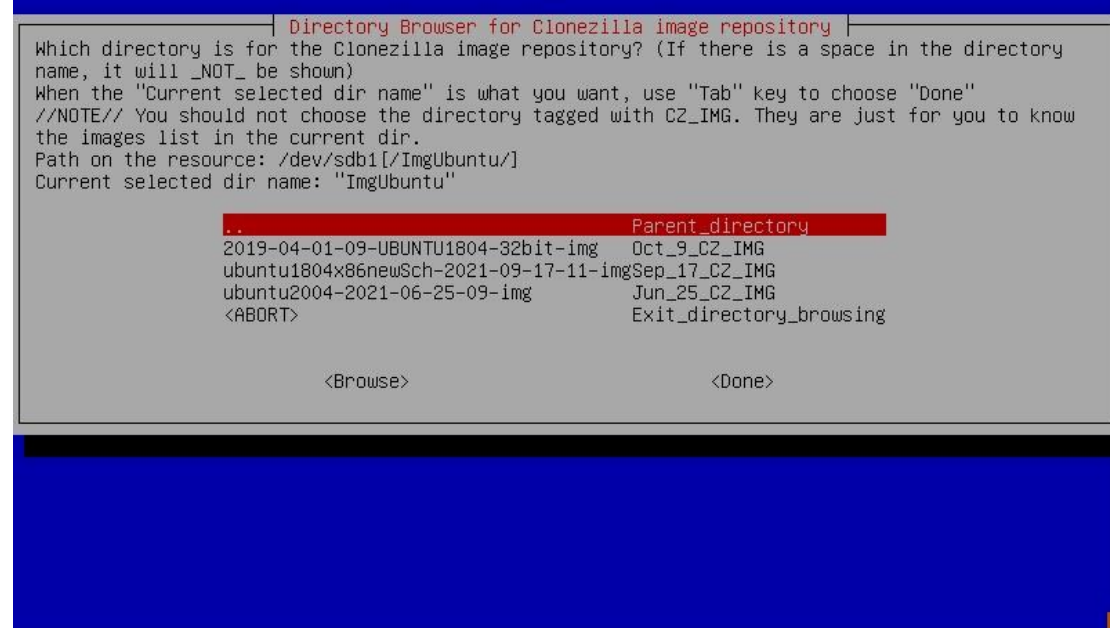 Directory Browser for Clonezilla image repository
Which directory is for the Clonezilla image repository? (If there is a space in the directory
name, it will _NOT_ be shown)
When the "Current selected dir name" is what you want, use "Tab" key to choose "Done"
//NOTE// You should not choose the directory tagged with CZ_IMG. They are just for you to know
the images list in the current dir.
Path on the resource: /dev/sdb1[/ImgUbuntu/]
Current selected dir name: "ImgUbuntu"
.. Parent_directory
2019-04-01-09-UBUNTU1804-32bit-img Oct_9_CZ_IMG
ubuntu1804x86newSch-2021-09-17-11-imgSep_17_CZ_IMG
ubuntu2004-2021-06-25-09-img Jun_25_CZ_IMG
<ABORT> Exit_directory_browsing
<Browse> <Done>